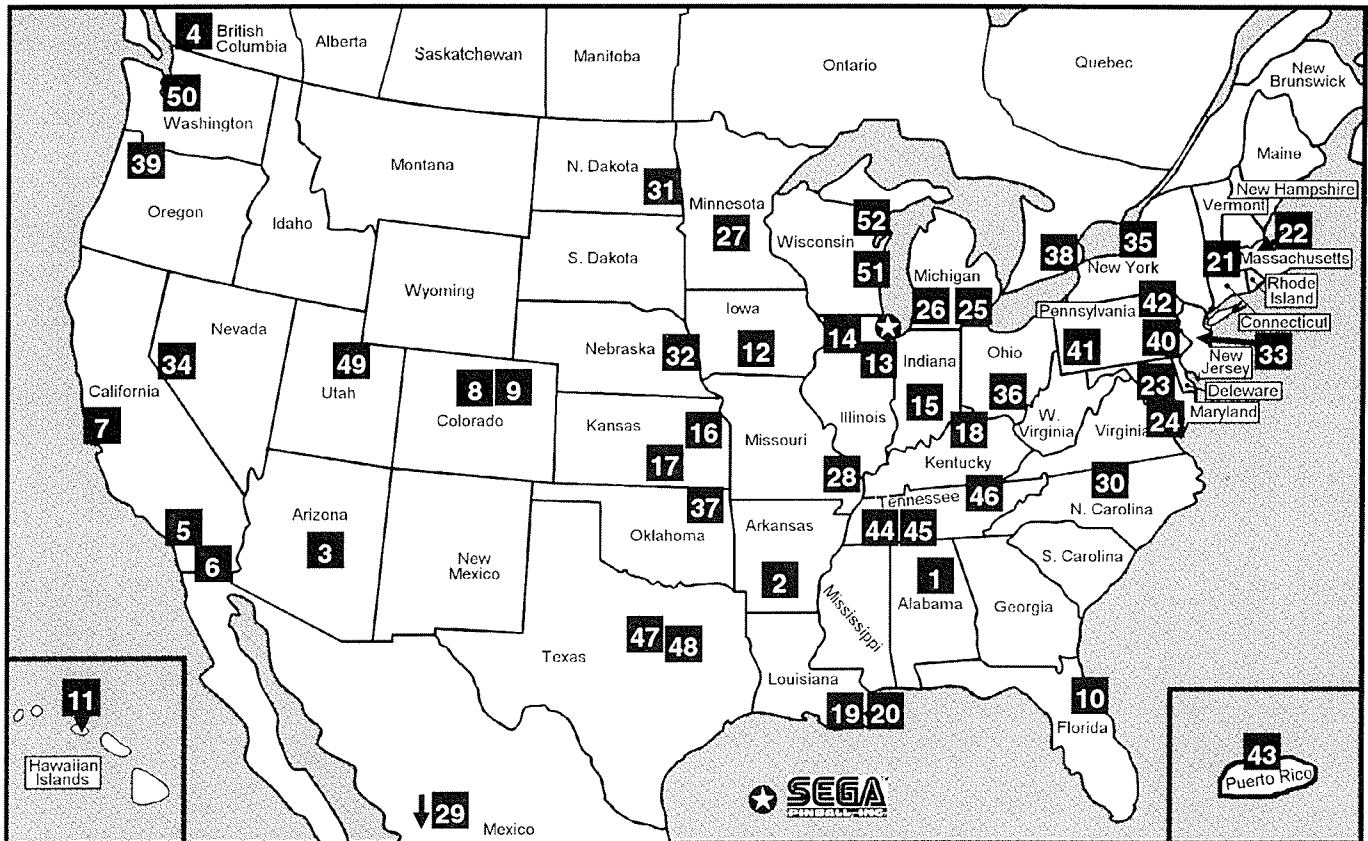 4
British
Columbia
Alberta
Saskatchewan
Manitoba
Ontario
Quebec
New
Brunswick
50
Washington
39
Oregon
Idaho
Montana
N. Dakota
31
Minnesota
27
Wisconsin
52
51
Michigan
26
25
38
35
New York
Maine
New Hampshire
Vermont
22
21
Massachusetts
Rhode
Island
Connecticut
S. Dakota
Wyoming
Nevada
34
California
7
49
Utah
8
9
Colorado
Nebraska
32
Iowa
12
14
13
Illinois
Indiana
15
Ohio
36
Pennsylvania
42
41
40
33
New
Jersey
23
Deleware
Maryland
24
W.
Virginia
Virginia
Kansas
16
17
Missouri
28
18
Kentucky
Tennessee
46
44
45
30
N. Carolina
S. Carolina
5
6
Arizona
3
New
Mexico
37
Oklahoma
Arkansas
2
Mississippi
1
Alabama
Georgia
47
48
Texas
Louisiana
19
20
10
Florida
11
Hawaiian
Islands
29
Mexico
SEGA™
PINBALL, INC.
43
Puerto Rico